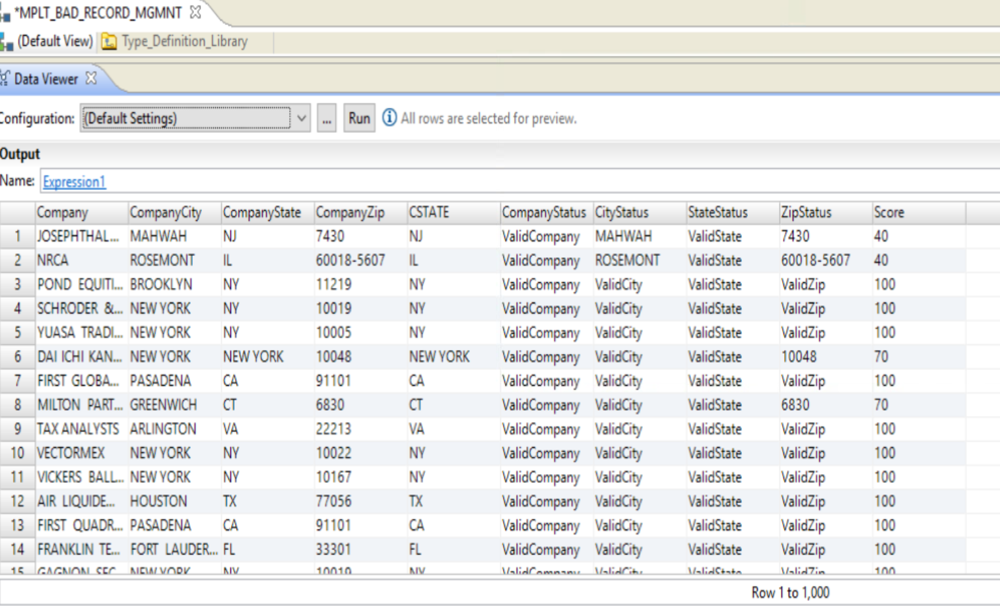 *MPLT_BAD_RECORD_MGMNT
(Default View) Type_Definition_Library
Data Viewer
Configuration: (Default Settings) ... Run All rows are selected for preview.
Output
Name: Expression1
Company CompanyCity CompanyState CompanyZip CSTATE CompanyStatus CityStatus StateStatus ZipStatus Score
1 JOSEPHTHAL... MAHWAH NJ 7430 NJ ValidCompany MAHWAH ValidState 7430 40
2 NRCA ROSEMONT IL 60018-5607 IL ValidCompany ROSEMONT ValidState 60018-5607 40
3 POND EQUITI... BROOKLYN NY 11219 NY ValidCompany ValidCity ValidState ValidZip 100
4 SCHRODER &... NEW YORK NY 10019 NY ValidCompany ValidCity ValidState ValidZip 100
5 YUASA TRADI... NEW YORK NY 10005 NY ValidCompany ValidCity ValidState ValidZip 100
6 DAI ICHI KAN... NEW YORK NEW YORK 10048 NEW YORK ValidCompany ValidCity ValidState 10048 70
7 FIRST GLOBA... PASADENA CA 91101 CA ValidCompany ValidCity ValidState ValidZip 100
8 MILTON PART... GREENWICH CT 6830 CT ValidCompany ValidCity ValidState 6830 70
9 TAX ANALYSTS ARLINGTON VA 22213 VA ValidCompany ValidCity ValidState ValidZip 100
10 VECTORMEX NEW YORK NY 10022 NY ValidCompany ValidCity ValidState ValidZip 100
11 VICKERS BALL... NEW YORK NY 10167 NY ValidCompany ValidCity ValidState ValidZip 100
12 AIR LIQUIDE... HOUSTON TX 77056 TX ValidCompany ValidCity ValidState ValidZip 100
13 FIRST QUADR... PASADENA CA 91101 CA ValidCompany ValidCity ValidState ValidZip 100
14 FRANKLIN TE... FORT LAUDER... FL 33301 FL ValidCompany ValidCity ValidState ValidZip 100
15 GAGNON SEC... NEW YORK NY 10019 NY ValidCompany ValidCity ValidState ValidZip 100
Row 1 to 1,000